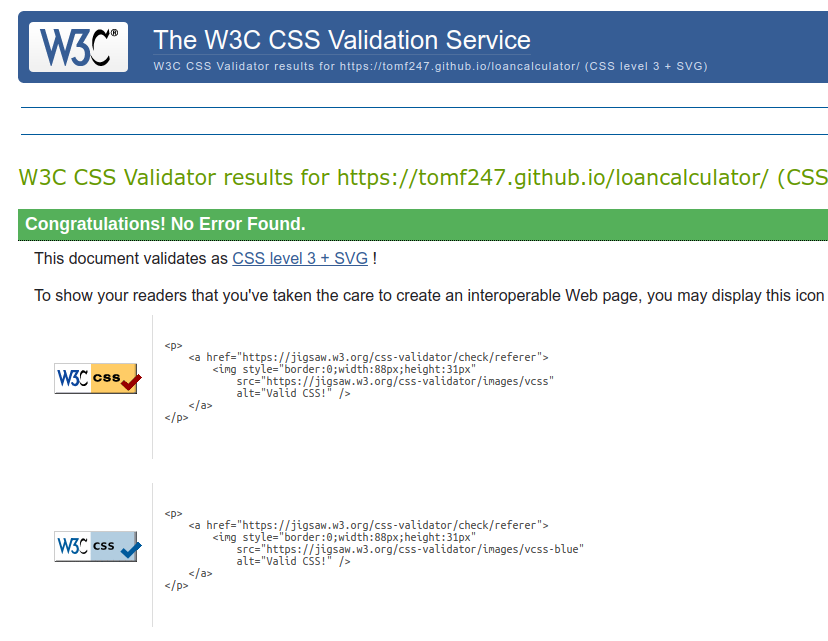 W3C®
The W3C CSS Validation Service
W3C CSS Validator results for https://tomf247.github.io/loancalculator/ (CSS level 3 + SVG)
W3C CSS Validator results for https://tomf247.github.io/loancalculator/ (CSS
Congratulations! No Error Found.
This document validates as CSS level 3 + SVG !
To show your readers that you've taken the care to create an interoperable Web page, you may display this icon
W3C css
<p>
<a href="https://jigsaw.w3.org/css-validator/check/referer">
<img style="border:0;width:88px;height:31px"
src="https://jigsaw.w3.org/css-validator/images/vcss"
alt="Valid CSS!" />
</a>
</p>
W3C css
<p>
<a href="https://jigsaw.w3.org/css-validator/check/referer">
<img style="border:0;width:88px;height:31px"
src="https://jigsaw.w3.org/css-validator/images/vcss-blue"
alt="Valid CSS!" />
</a>
</p>